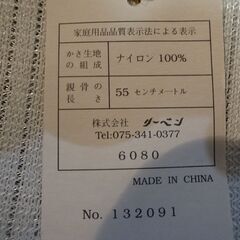 家庭用品品質表示法による表示
かさ生地の組成 ナイロン 100%
親骨の長さ 55 センチメートル
株式会社 リーベン
Tel:075-341-0377
6080
MADE IN CHINA
No. 132091